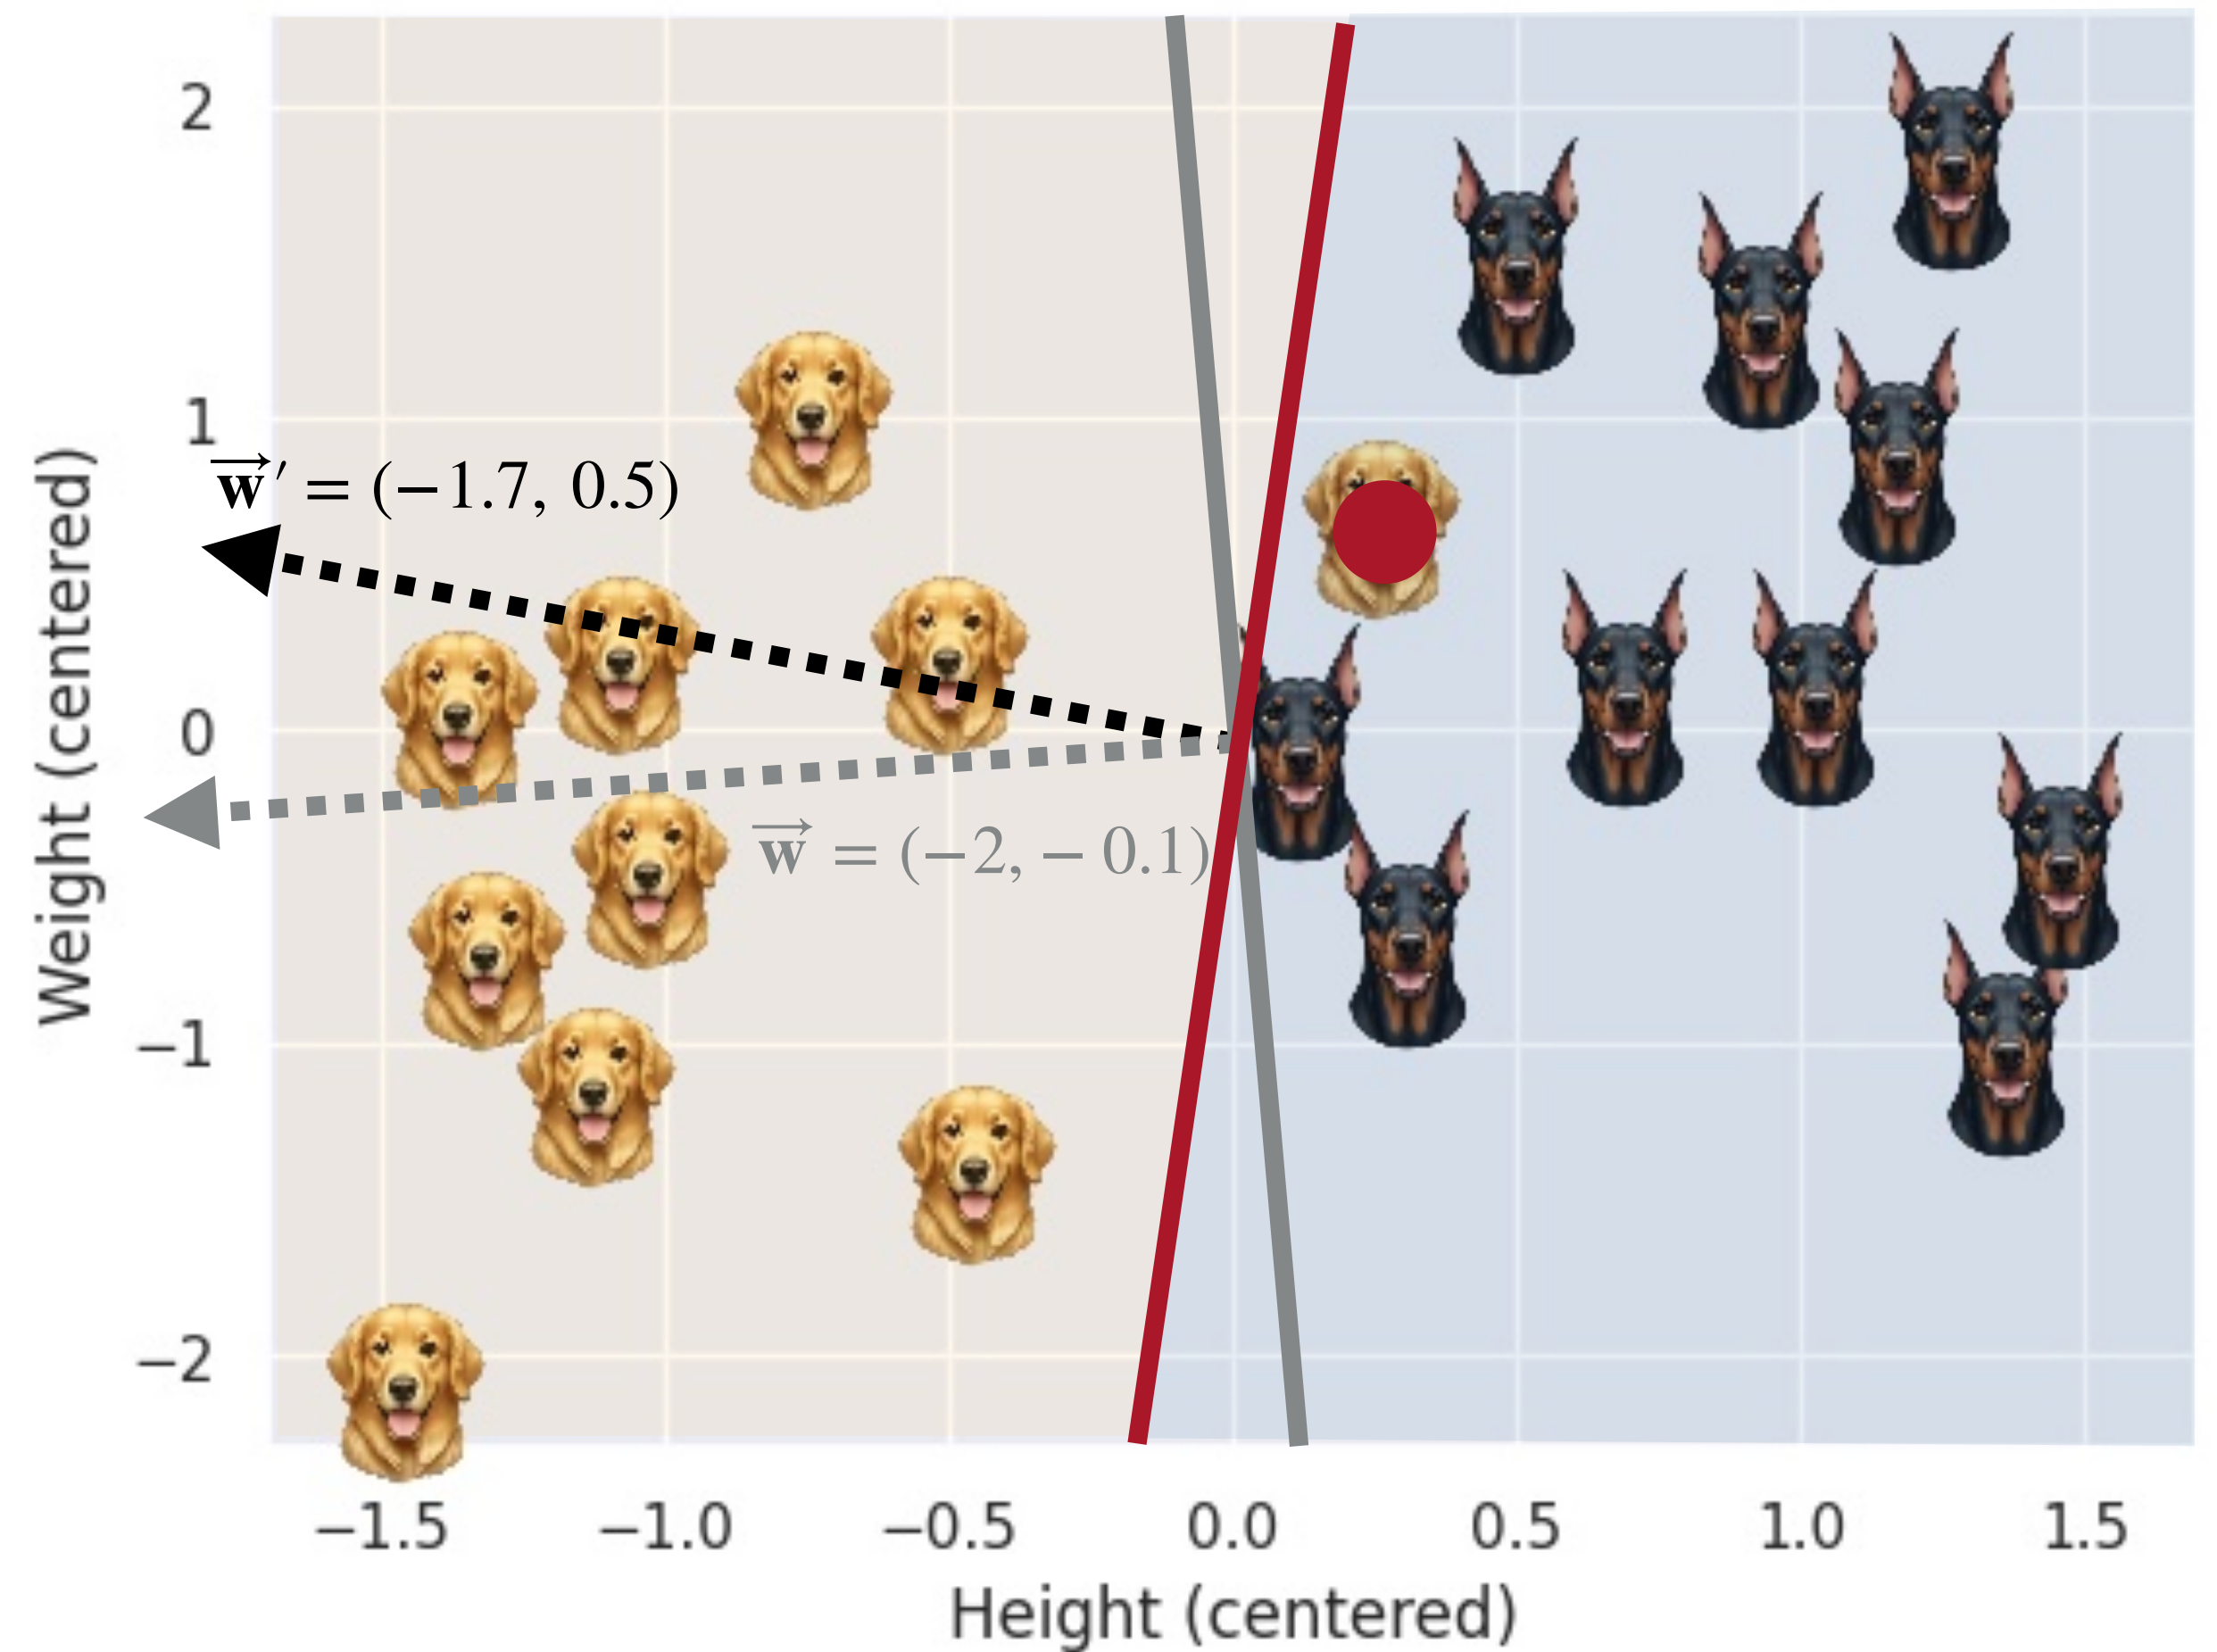 2
1
0
−1
−2
Weight (centered)
w⃗′ = (−1.7, 0.5)
w⃗ = (−2, − 0.1)
−1.5 −1.0 −0.5 0.0 0.5 1.0 1.5
Height (centered)